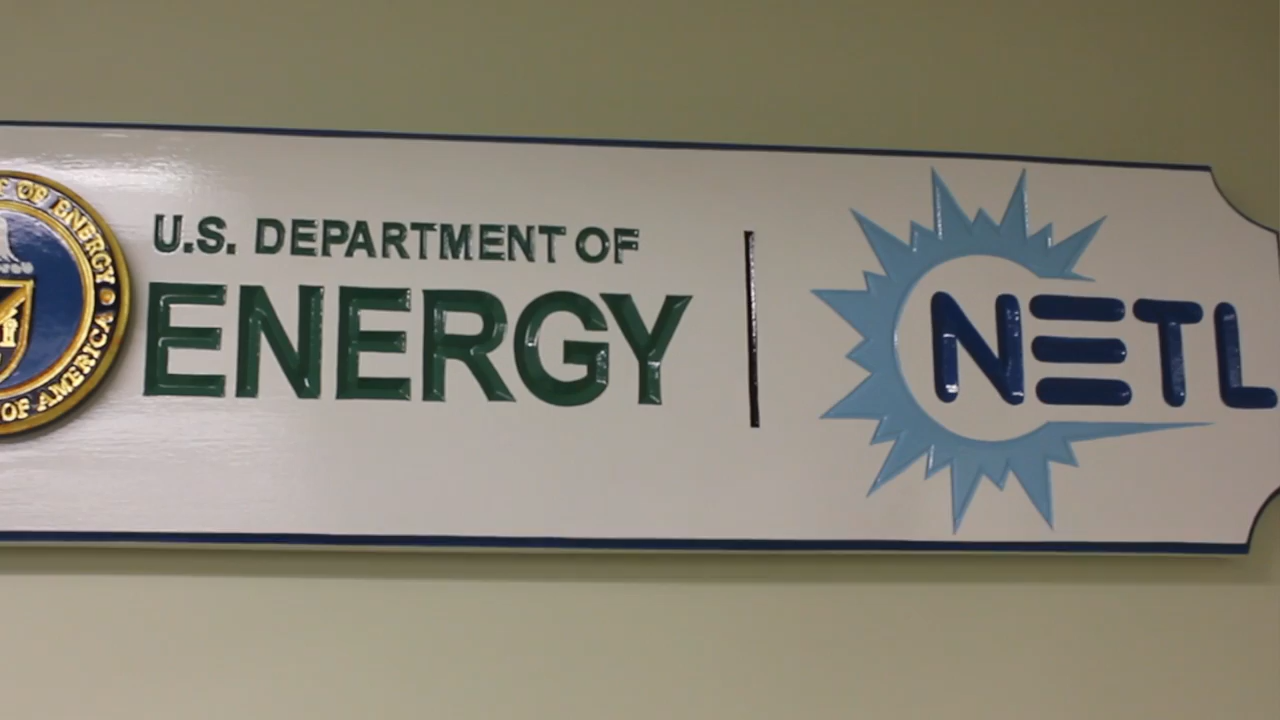 OF ENERGY
OF AMERICA
U.S. DEPARTMENT OF
ENERGY
NETL